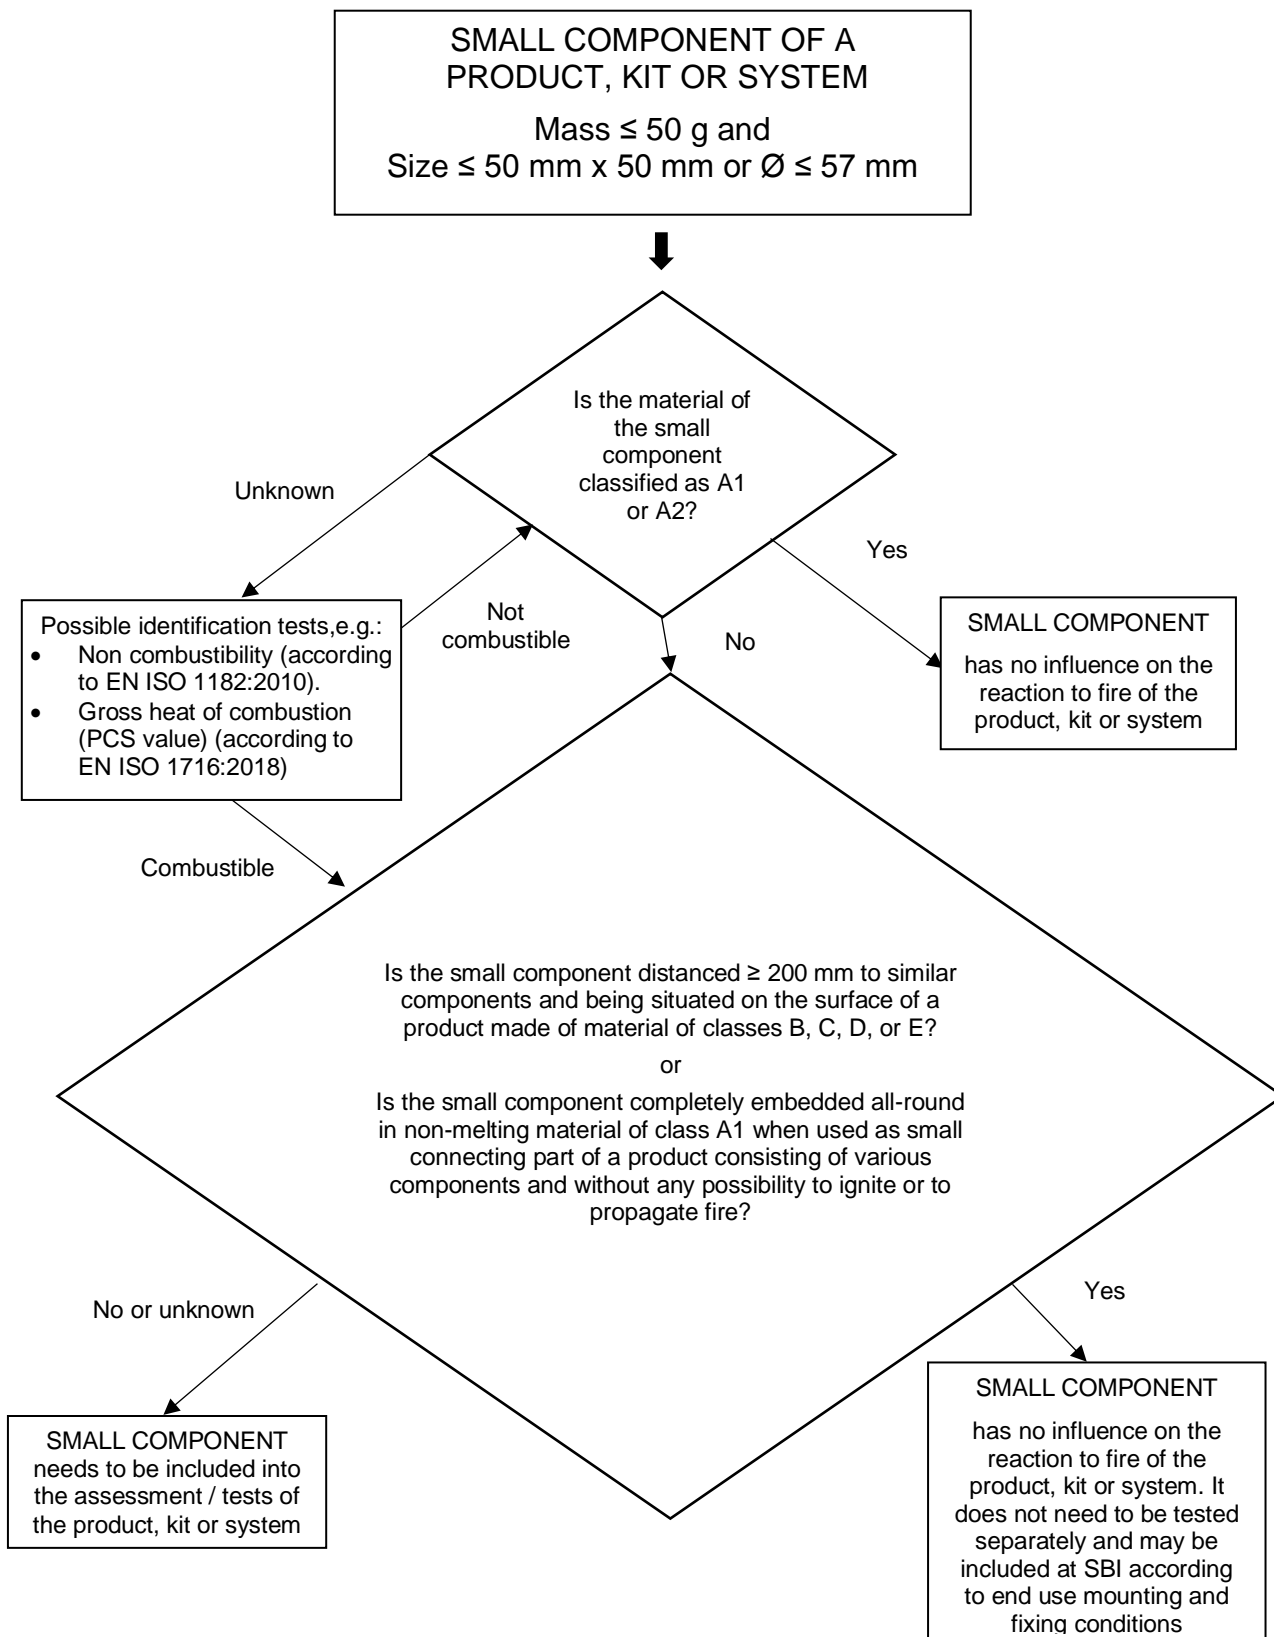 SMALL COMPONENT OF A
PRODUCT, KIT OR SYSTEM
Mass ≤ 50 g and
Size ≤ 50 mm x 50 mm or Ø ≤ 57 mm
Is the material of
the small
component
classified as A1
or A2?
Unknown
Yes
Not
combustible
No
Possible identification tests,e.g.:
• Non combustibility (according
to EN ISO 1182:2010).
• Gross heat of combustion
(PCS value) (according to
EN ISO 1716:2018)
SMALL COMPONENT
has no influence on the
reaction to fire of the
product, kit or system
Combustible
Is the small component distanced ≥ 200 mm to similar
components and being situated on the surface of a
product made of material of classes B, C, D, or E?
or
Is the small component completely embedded all-round
in non-melting material of class A1 when used as small
connecting part of a product consisting of various
components and without any possibility to ignite or to
propagate fire?
No or unknown
Yes
SMALL COMPONENT
needs to be included into
the assessment / tests of
the product, kit or system
SMALL COMPONENT
has no influence on the
reaction to fire of the
product, kit or system. It
does not need to be tested
separately and may be
included at SBI according
to end use mounting and
fixing conditions